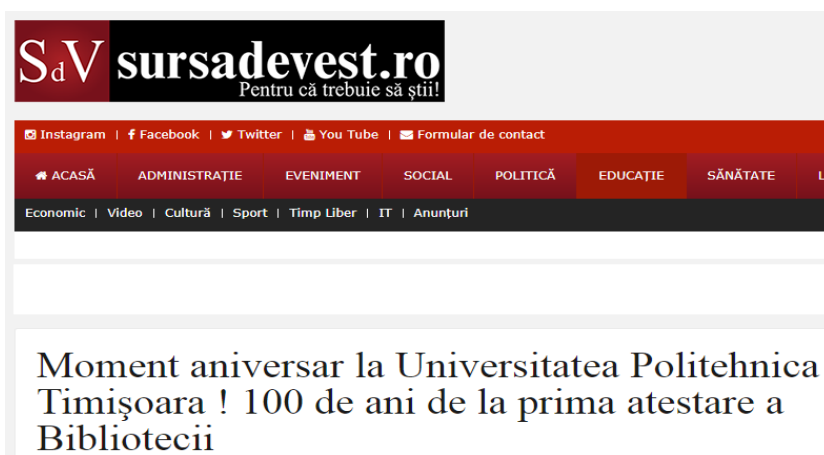 SdV sursadevest.ro
Pentru că trebuie să știi!
Instagram | Facebook | Twitter | You Tube | Formular de contact
ACASĂ ADMINISTRAȚIE EVENIMENT SOCIAL POLITICĂ EDUCAȚIE SĂNĂTATE
Economic | Video | Cultură | Sport | Timp Liber | IT | Anunțuri
Moment aniversar la Universitatea Politehnica
Timişoara ! 100 de ani de la prima atestare a
Bibliotecii